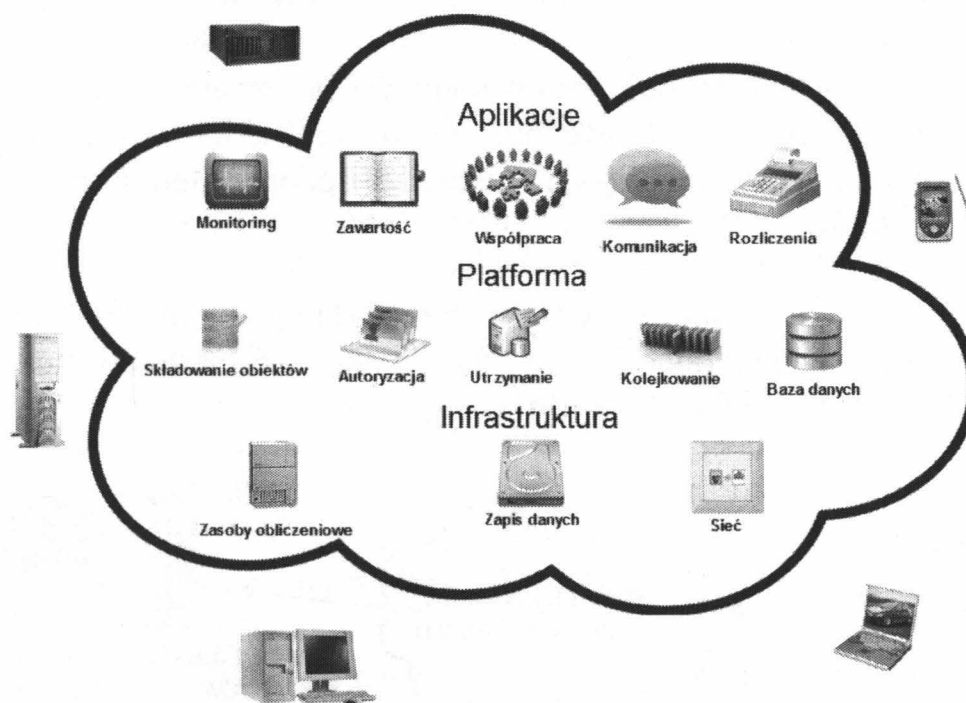 Aplikacje
Monitoring
Zawartość
Współpraca
Komunikacja
Rozliczenia
Platforma
Składowanie obiektów
Autoryzacja
Utrzymanie
Kolejkowanie
Baza danych
Infrastruktura
Zasoby obliczeniowe
Zapis danych
Sieć